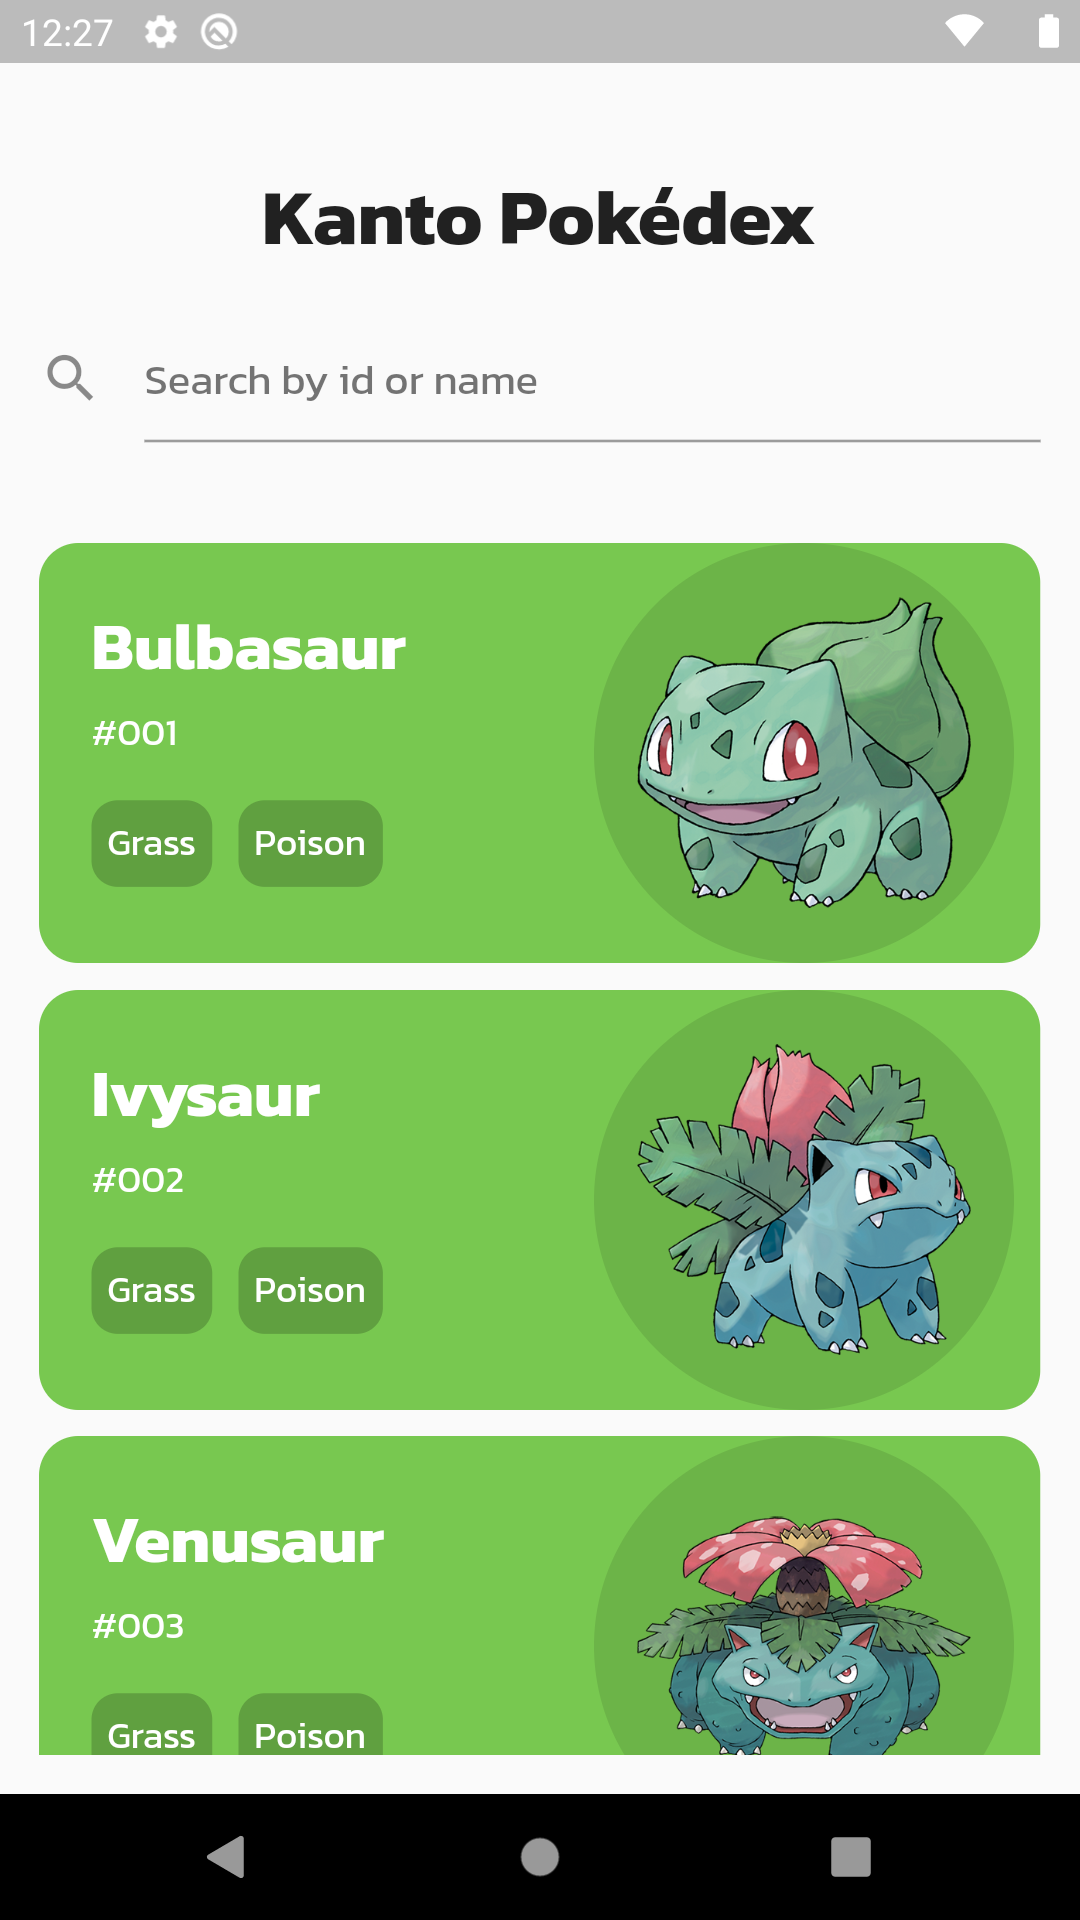 12:27
Kanto Pokédex
Search by id or name
Bulbasaur
#001
Grass Poison
Ivysaur
#002
Grass Poison
Venusaur
#003
Grass Poison